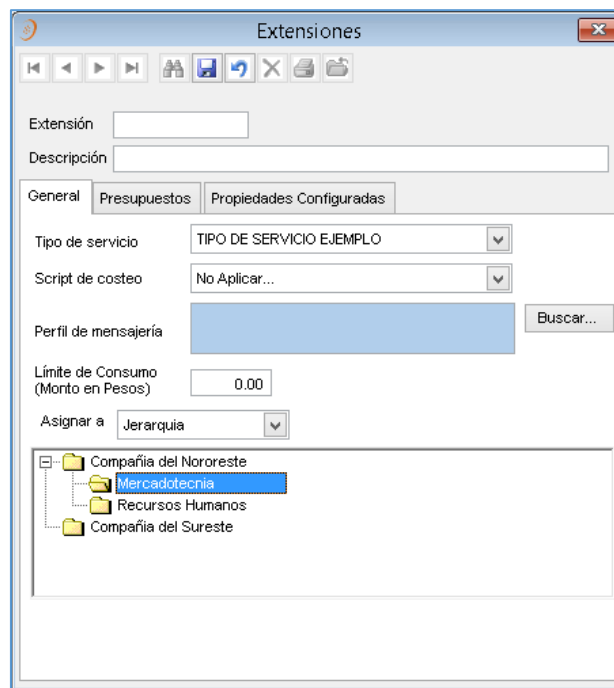 Extensiones
Extensión
Descripción
General Presupuestos Propiedades Configuradas
Tipo de servicio TIPO DE SERVICIO EJEMPLO
Script de costeo No Aplicar...
Perfil de mensajería Buscar...
Límite de Consumo
(Monto en Pesos) 0.00
Asignar a Jerarquia
Compañia del Nororeste
Mercadotecnia
Recursos Humanos
Compañia del Sureste